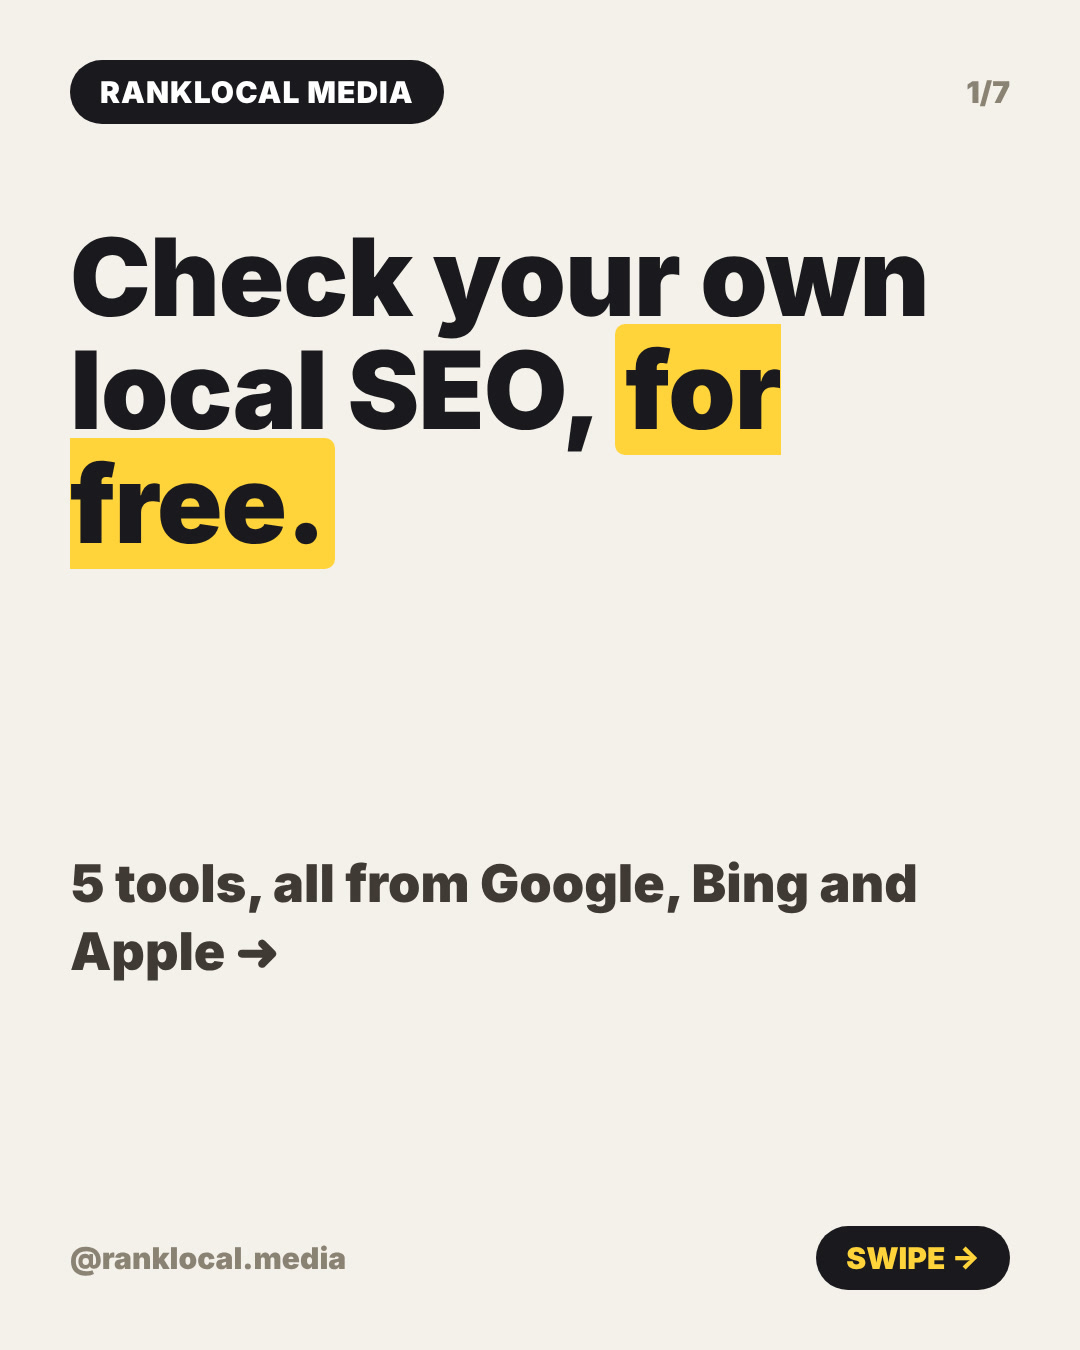 RANKLOCAL MEDIA
1/7
Check your own
local SEO, for
free.
5 tools, all from Google, Bing and
Apple ➜
@ranklocal.media
SWIPE →